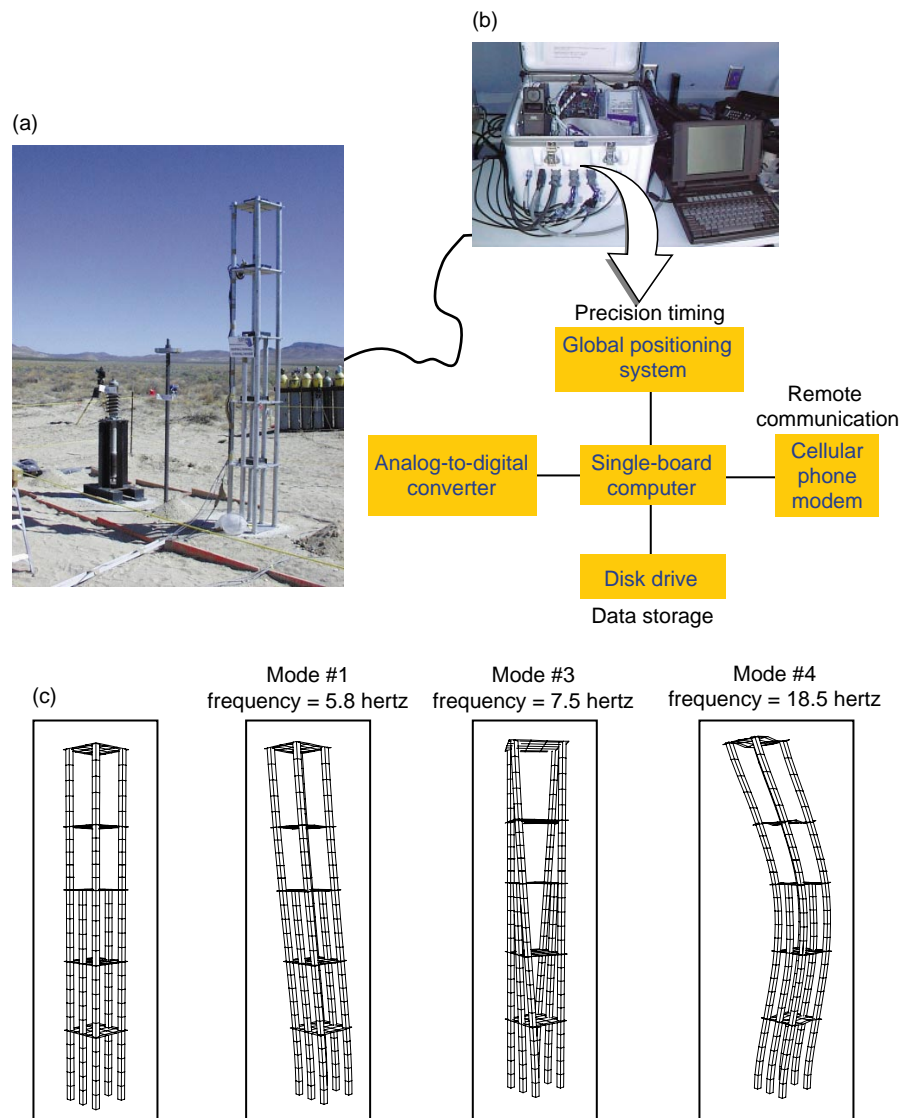 (b)
(a)
Precision timing
Global positioning
system
Remote
communication
Analog-to-digital
converter
Single-board
computer
Cellular
phone
modem
Disk drive
Data storage
(c)
Mode #1
frequency = 5.8 hertz
Mode #3
frequency = 7.5 hertz
Mode #4
frequency = 18.5 hertz